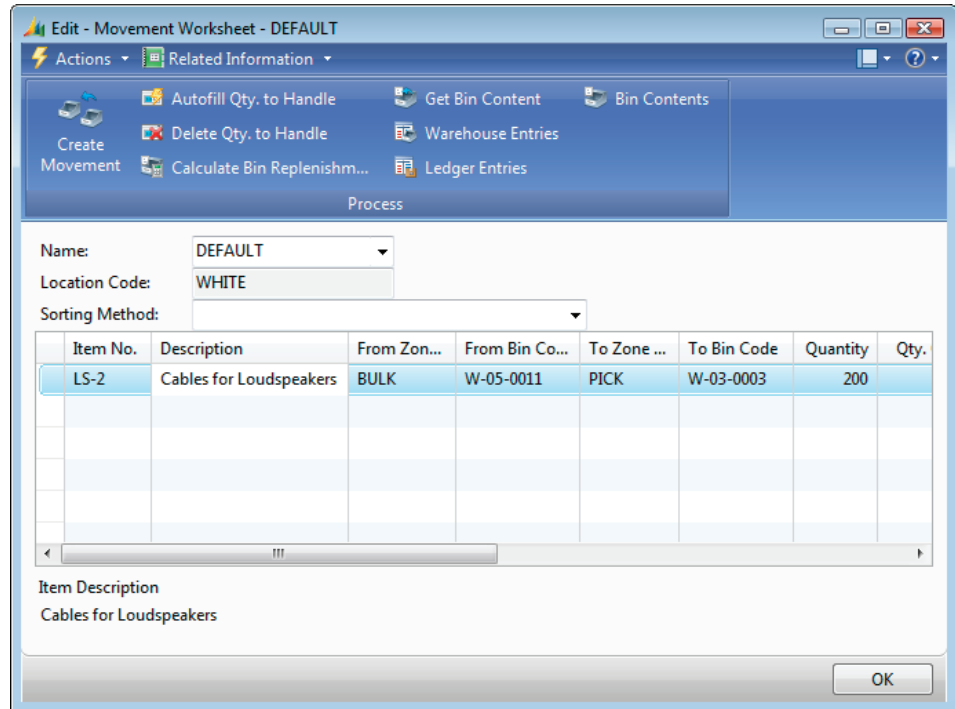 Edit - Movement Worksheet - DEFAULT
Actions Related Information
Create Movement
Autofill Qty. to Handle
Delete Qty. to Handle
Calculate Bin Replenishm...
Get Bin Content
Warehouse Entries
Ledger Entries
Bin Contents
Process
Name: DEFAULT
Location Code: WHITE
Sorting Method:
Item No. Description From Zon... From Bin Co... To Zone ... To Bin Code Quantity Qty.
LS-2 Cables for Loudspeakers BULK W-05-0011 PICK W-03-0003 200
Item Description
Cables for Loudspeakers
OK